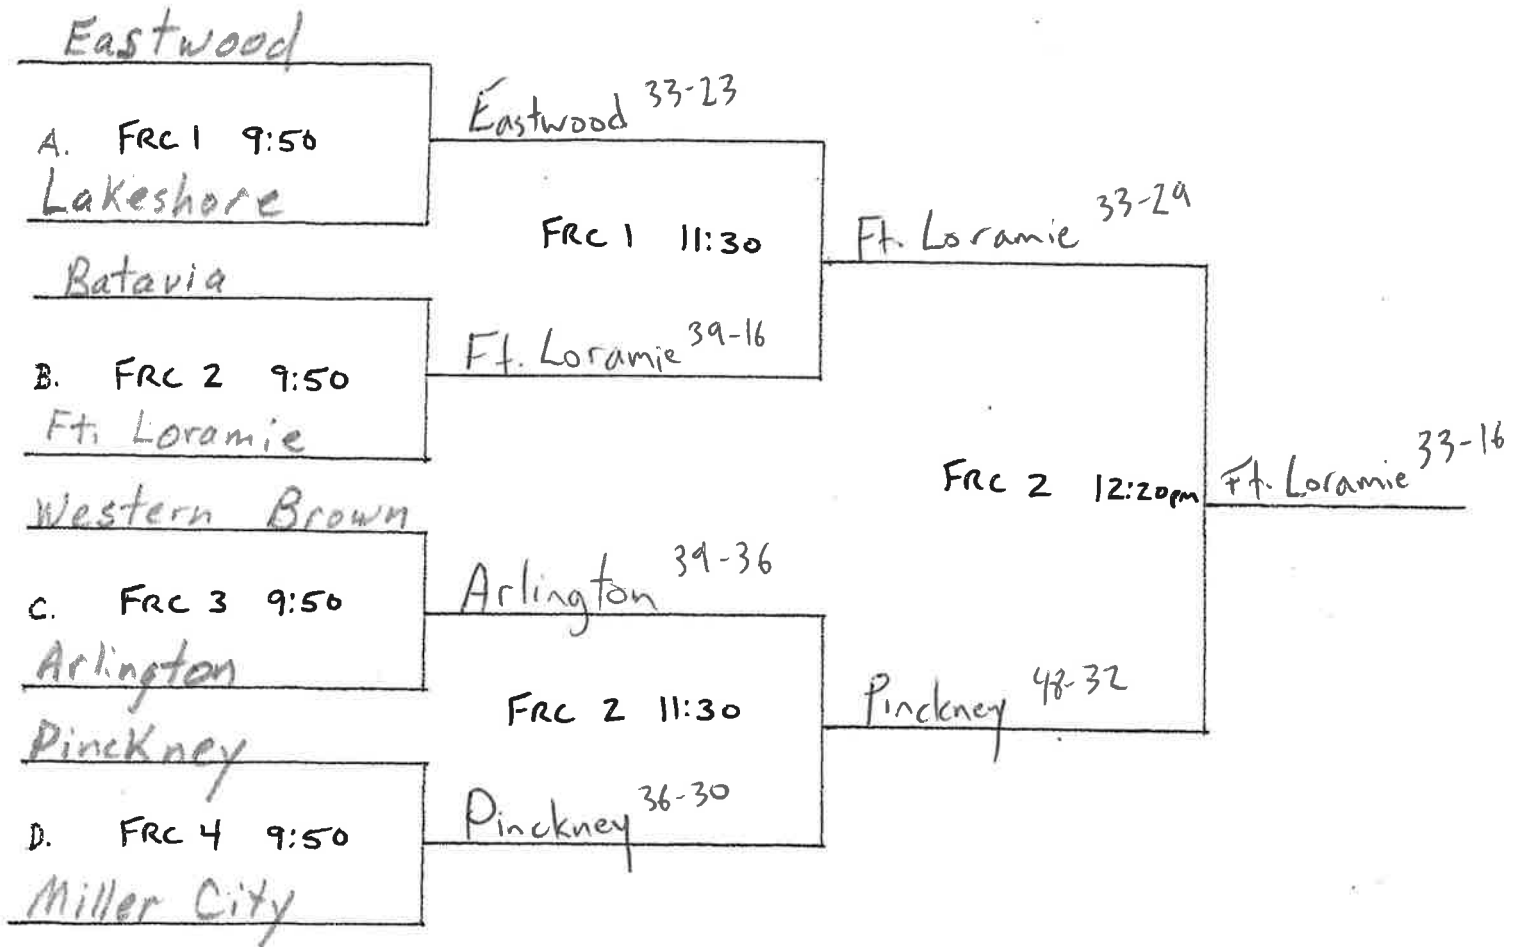 Eastwood
A. FRC 1 9:50
Lakeshore
Batavia
B. FRC 2 9:50
Ft. Loramie
Western Brown
C. FRC 3 9:50
Arlington
Pinckney
D. FRC 4 9:50
Miller City
Eastwood 33-23
FRC 1 11:30
Ft. Loramie 39-16
Arlington 39-36
FRC 2 11:30
Pinckney 36-30
Ft. Loramie 33-29
FRC 2 12:20pm
Pinckney 48-32
Ft. Loramie 33-16